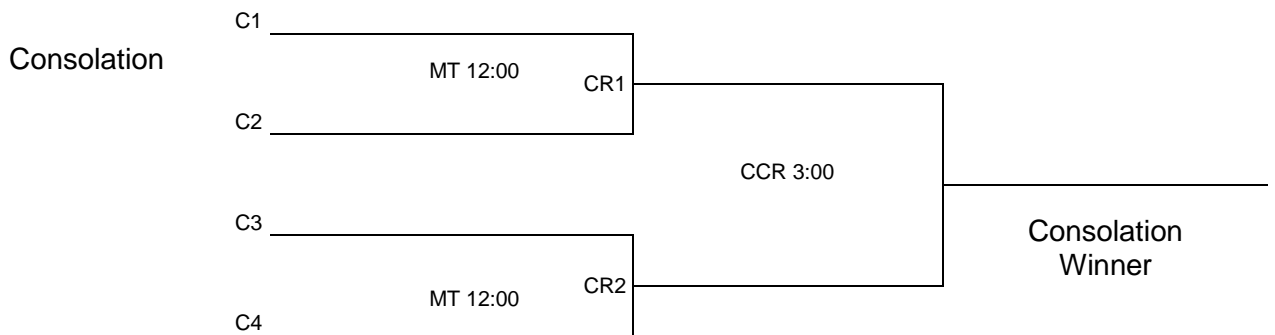 C1
Consolation
MT 12:00
CR1
C2
CCR 3:00
C3
Consolation
Winner
MT 12:00
CR2
C4